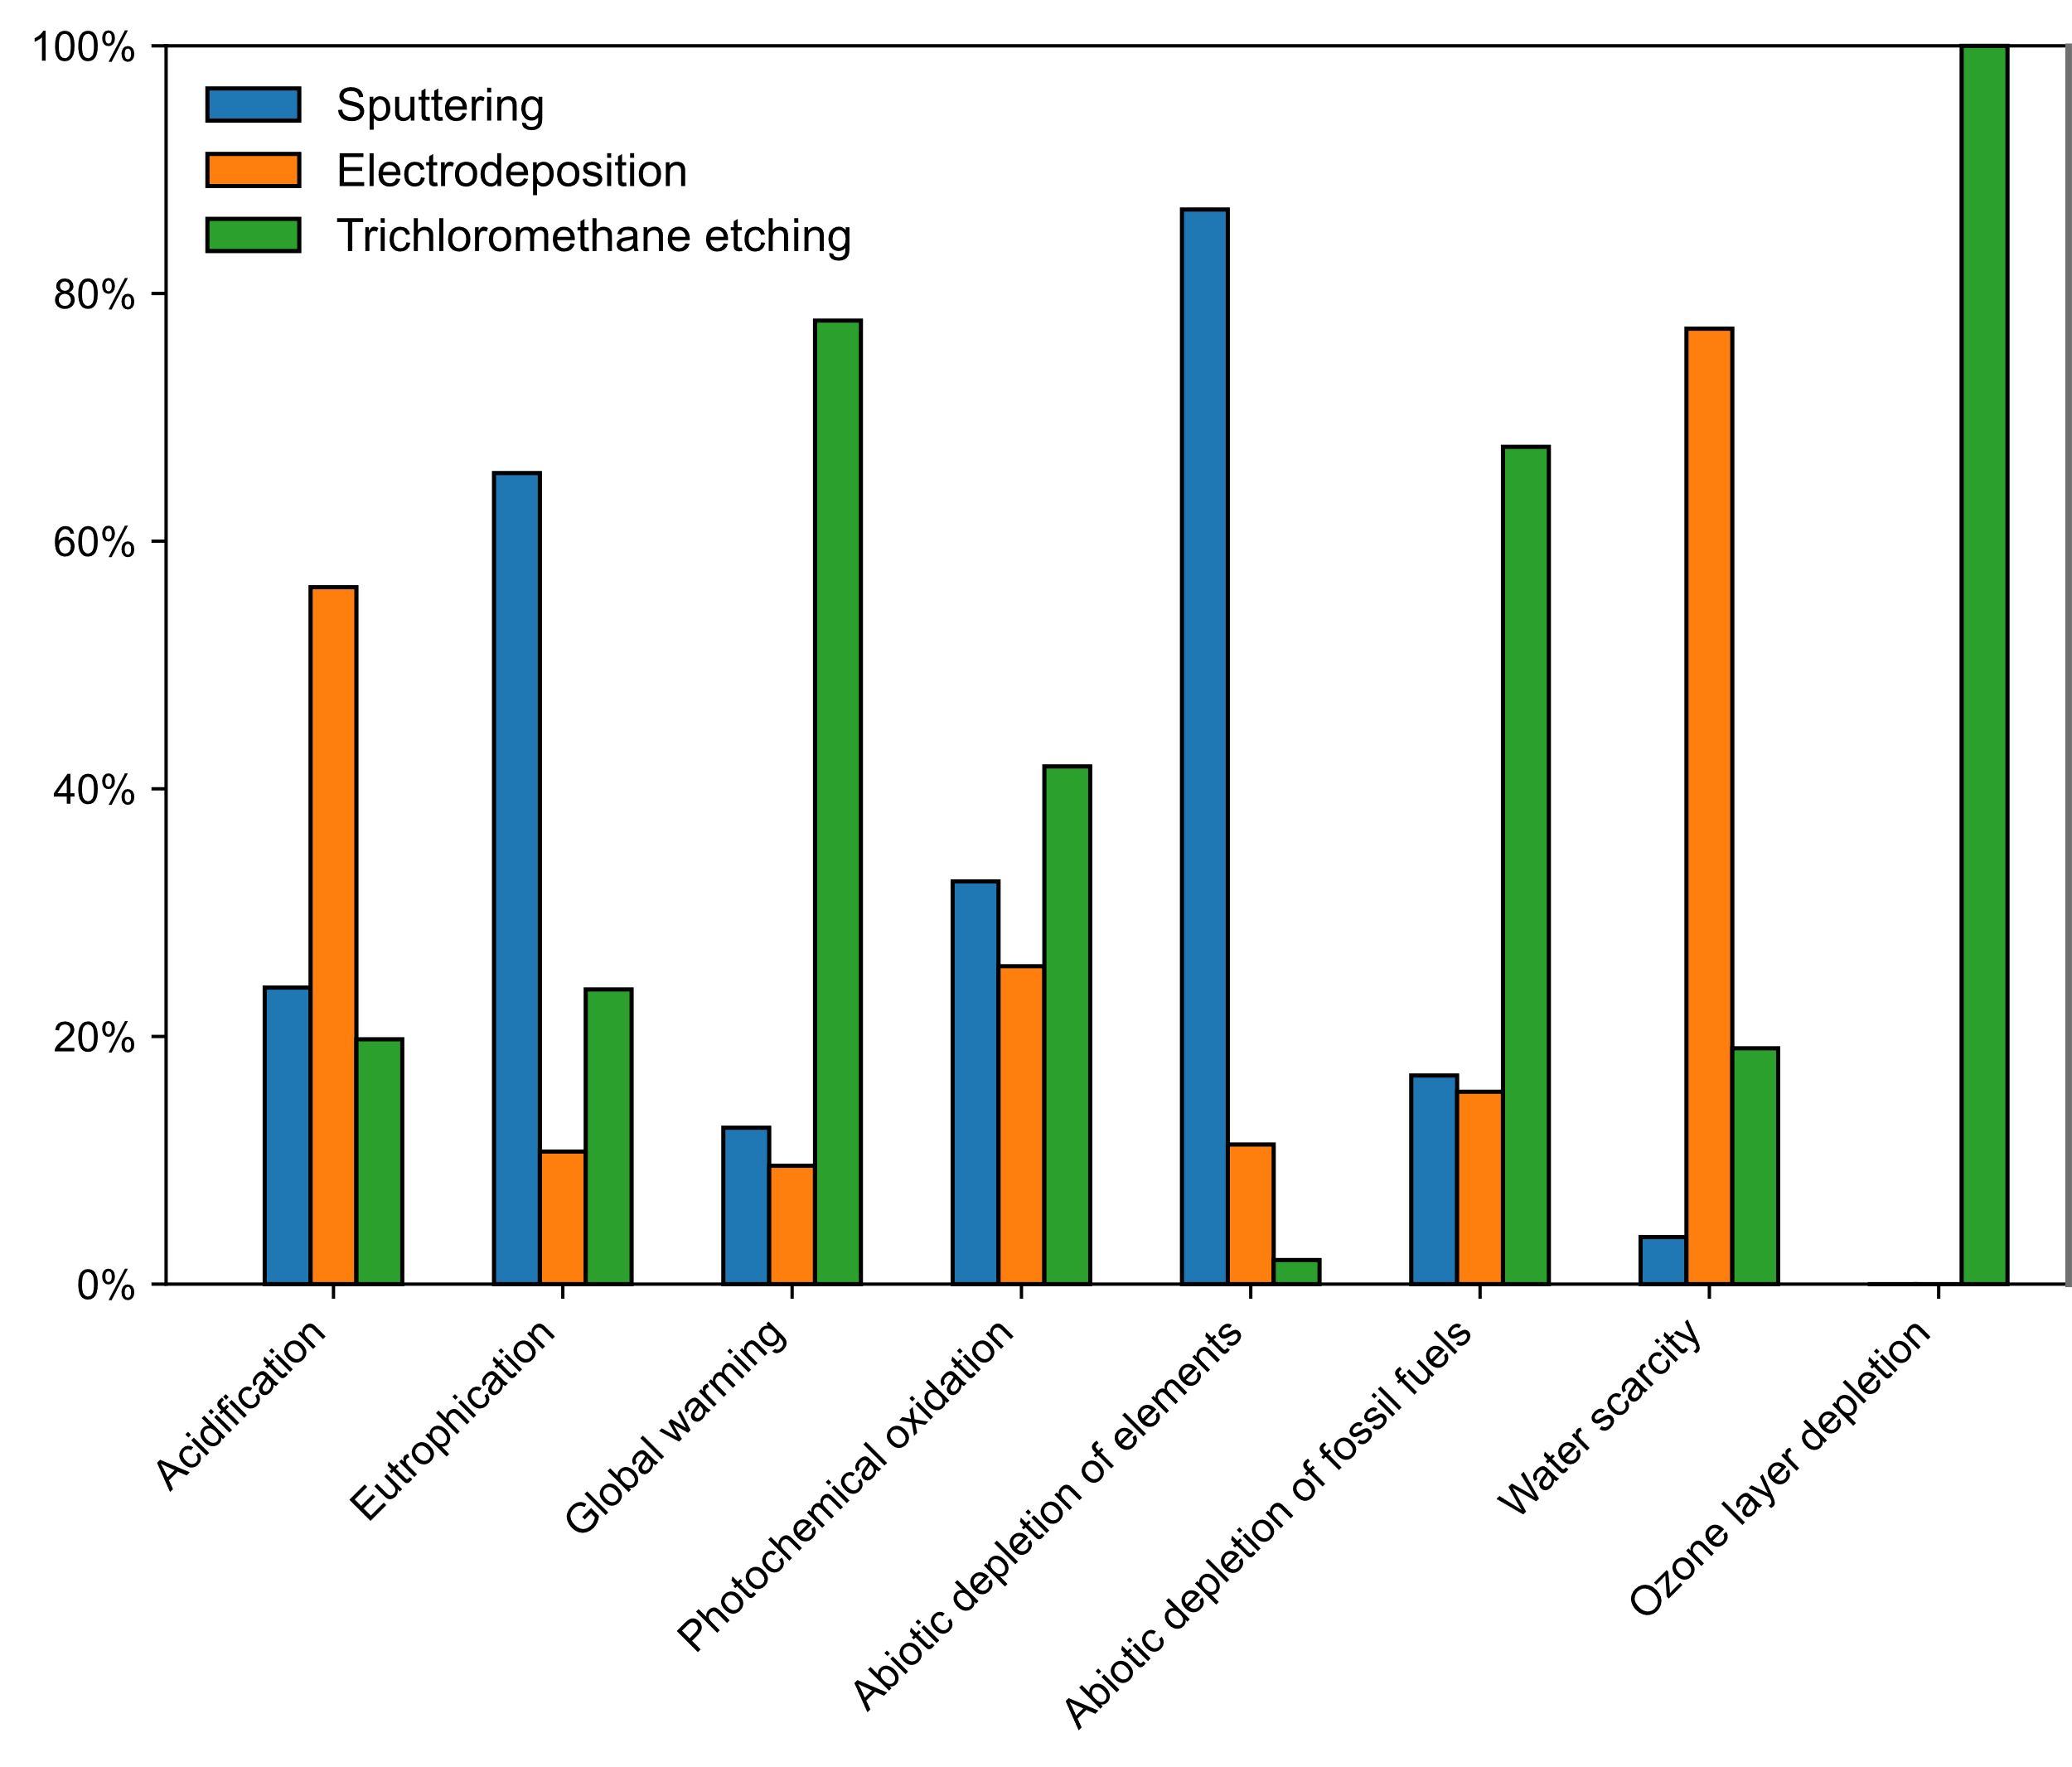 100%
80%
60%
40%
20%
0%
Sputtering
Electrodeposition
Trichlorormethane etching
Acidification
Eutrophication
Global warming
Photochemical oxidation
Abiotic depletion of elements
Abiotic depletion of fossil fuels
Water scarcity
Ozone layer depletion